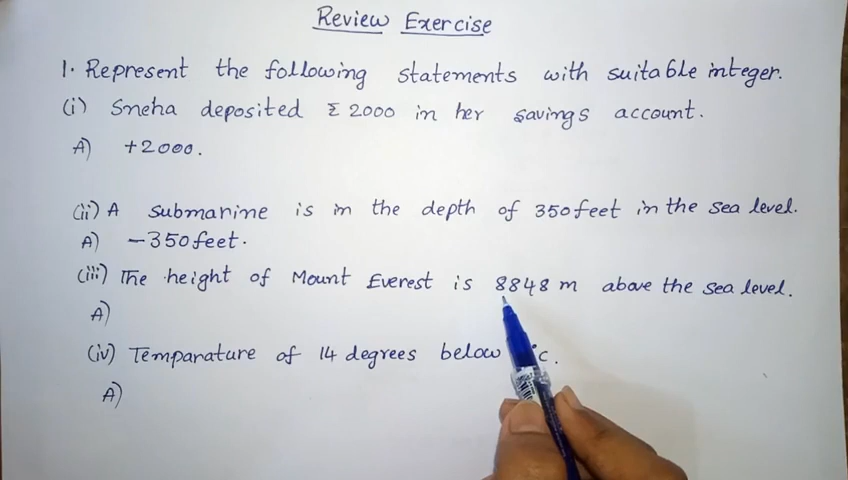 Review Exercise
1. Represent the following statements with suitable integer.
(i) Sneha deposited ₹ 2000 in her savings account.
A) +2000.
(ii) A submarine is in the depth of 350feet in the sea level.
A) -350feet.
(iii) The height of Mount Everest is 8848 m above the sea level.
A)
(iv) Temparature of 14 degrees below c.
A)